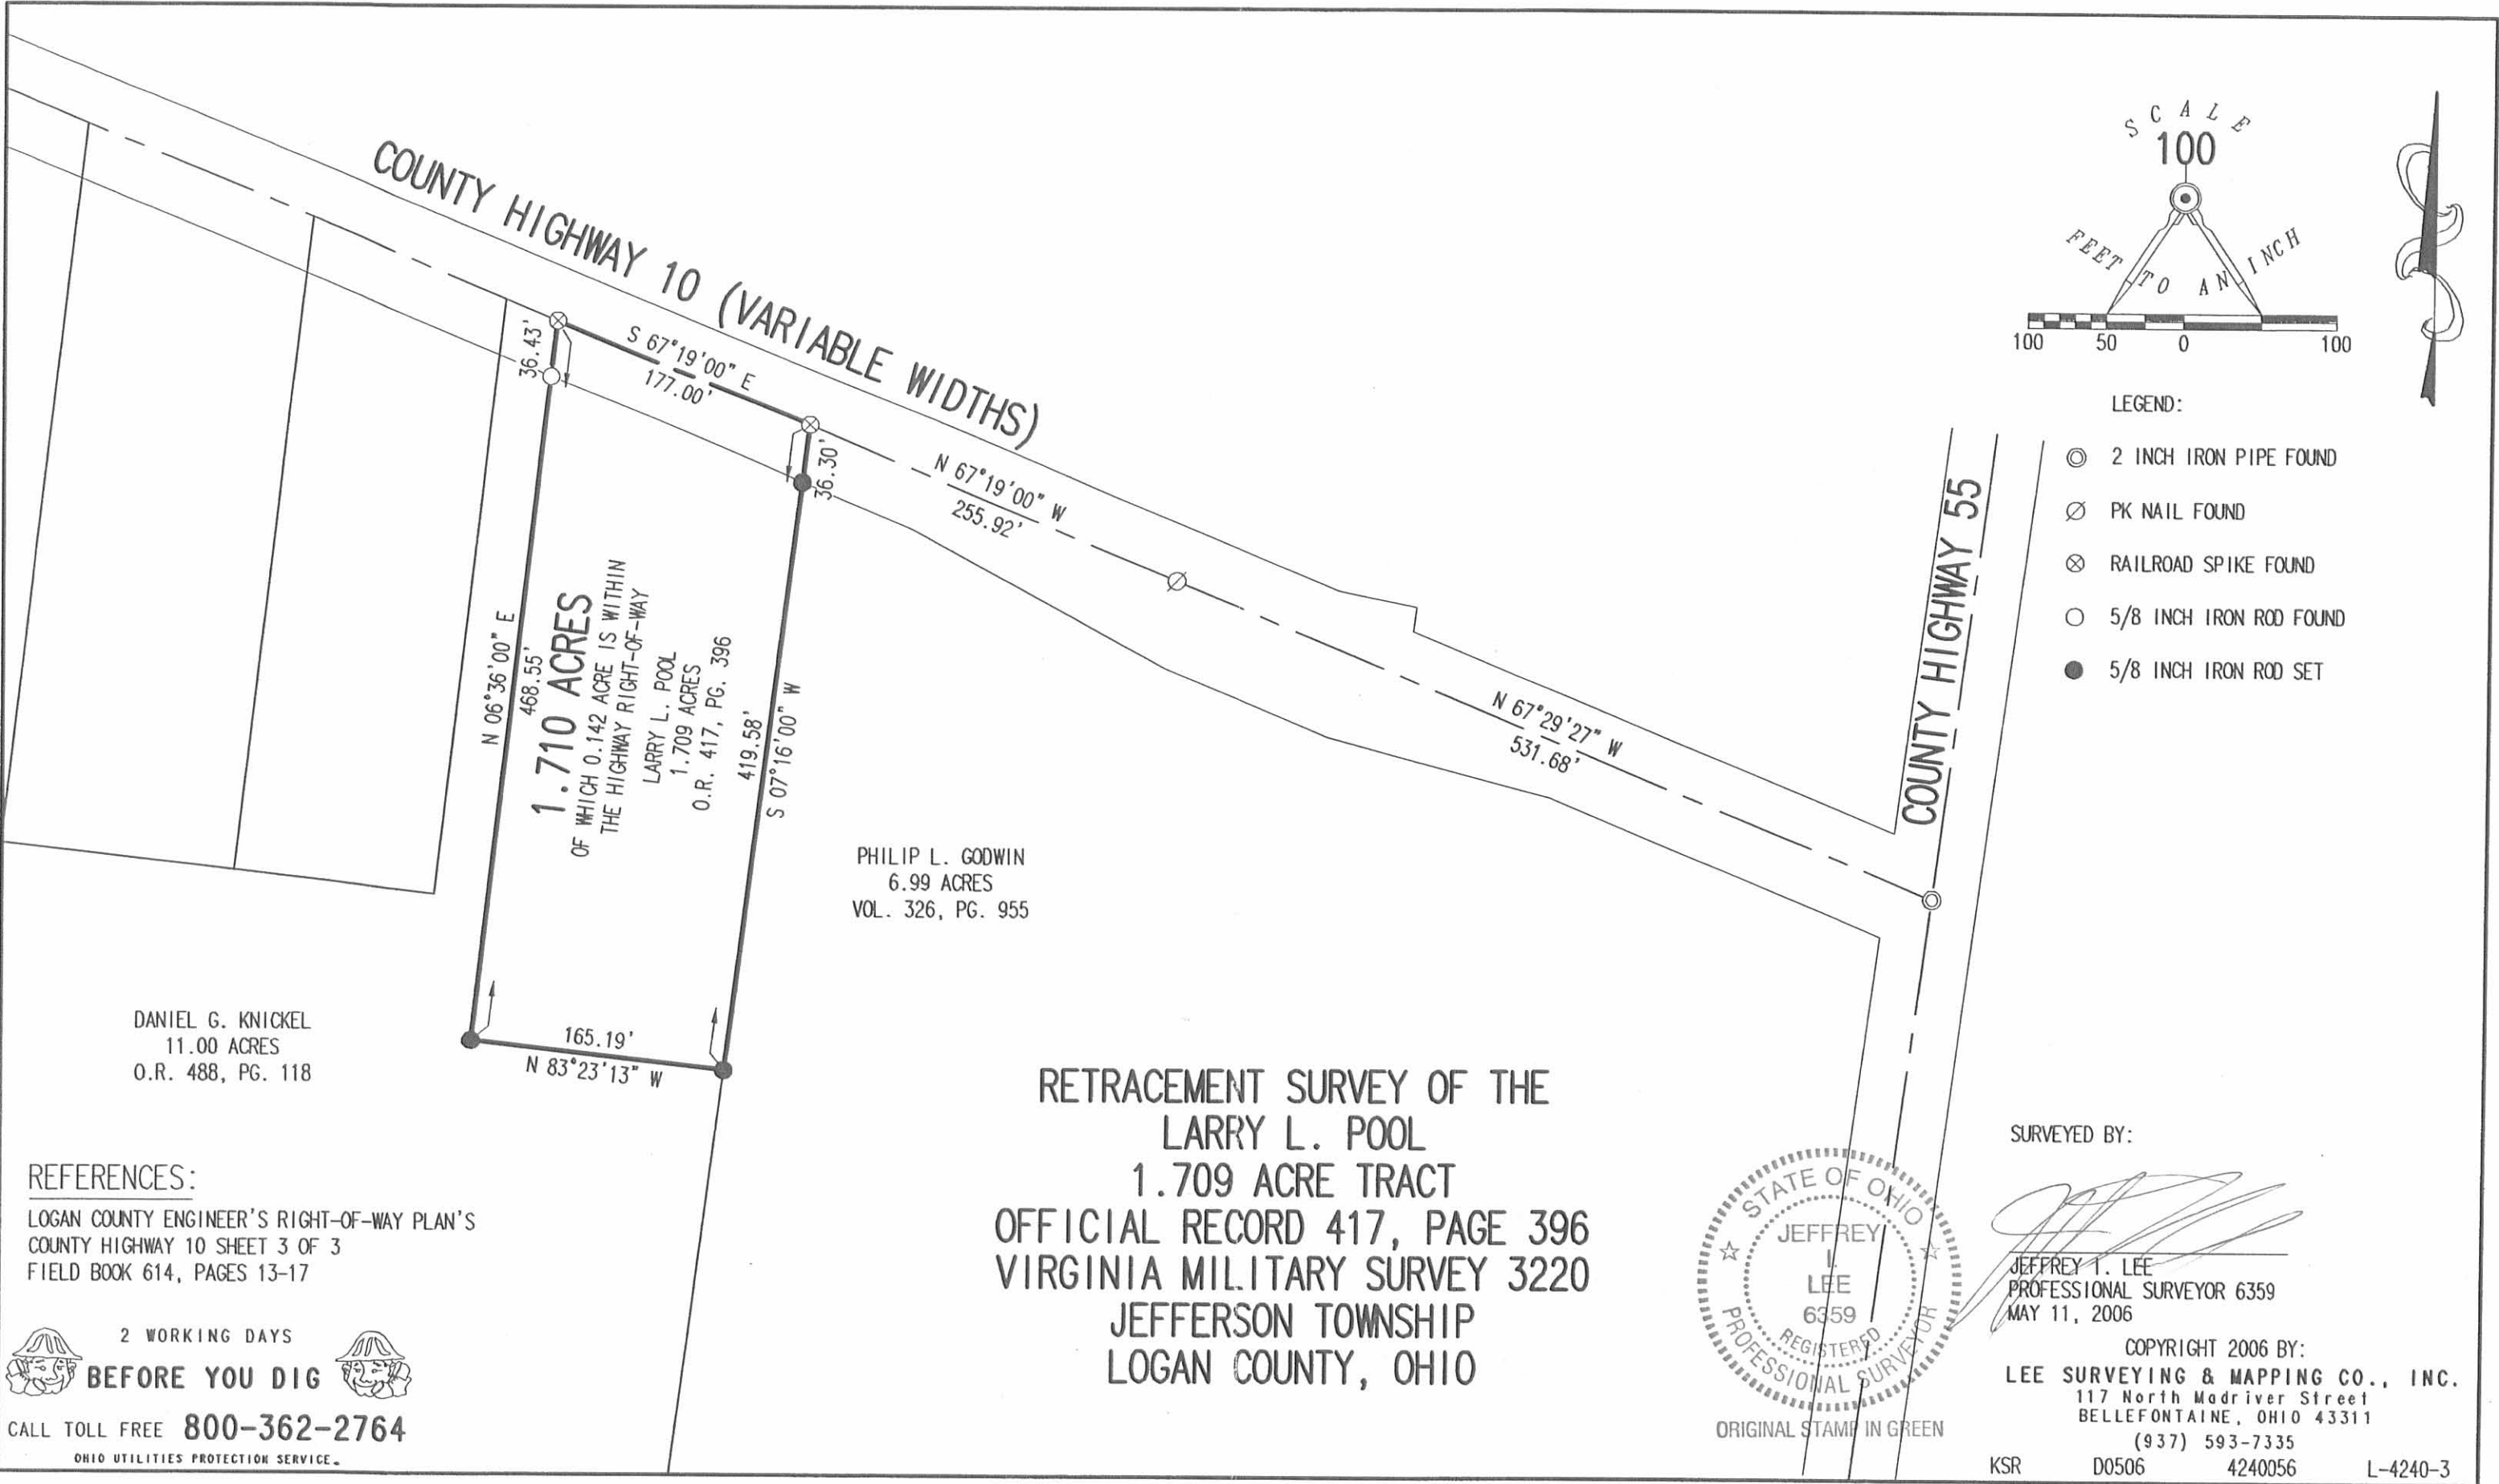 COUNTY HIGHWAY 10 (VARIABLE WIDTHS)
SCALE
100
FEET TO AN INCH
100 50 0 100
LEGEND:
2 INCH IRON PIPE FOUND
PK NAIL FOUND
RAILROAD SPIKE FOUND
5/8 INCH IRON ROD FOUND
5/8 INCH IRON ROD SET
36.43'
S 67°19'00" E
177.00'
36.30'
N 67°19'00" W
255.92'
N 67°29'27" W
531.68'
COUNTY HIGHWAY 55
N 06°36'00" E
468.55'
1.710 ACRES
OF WHICH 0.142 ACRE IS WITHIN
THE HIGHWAY RIGHT-OF-WAY
LARRY L. POOL
1.709 ACRES
O.R. 417, PG. 396
419.58'
S 07°16'00" W
PHILIP L. GODWIN
6.99 ACRES
VOL. 326, PG. 955
165.19'
N 83°23'13" W
DANIEL G. KNICKEL
11.00 ACRES
O.R. 488, PG. 118
REFERENCES:
LOGAN COUNTY ENGINEER'S RIGHT-OF-WAY PLAN'S
COUNTY HIGHWAY 10 SHEET 3 OF 3
FIELD BOOK 614, PAGES 13-17
2 WORKING DAYS
BEFORE YOU DIG
CALL TOLL FREE 800-362-2764
OHIO UTILITIES PROTECTION SERVICE.
RETRACEMENT SURVEY OF THE
LARRY L. POOL
1.709 ACRE TRACT
OFFICIAL RECORD 417, PAGE 396
VIRGINIA MILITARY SURVEY 3220
JEFFERSON TOWNSHIP
LOGAN COUNTY, OHIO
STATE OF OHIO
JEFFREY
I.
LEE
6359
REGISTERED
PROFESSIONAL SURVEYOR
ORIGINAL STAMP IN GREEN
SURVEYED BY:
JEFFREY I. LEE
PROFESSIONAL SURVEYOR 6359
MAY 11, 2006
COPYRIGHT 2006 BY:
LEE SURVEYING & MAPPING CO., INC.
117 North Madriver Street
BELLEFONTAINE, OHIO 43311
(937) 593-7335
KSR D0506 4240056 L-4240-3